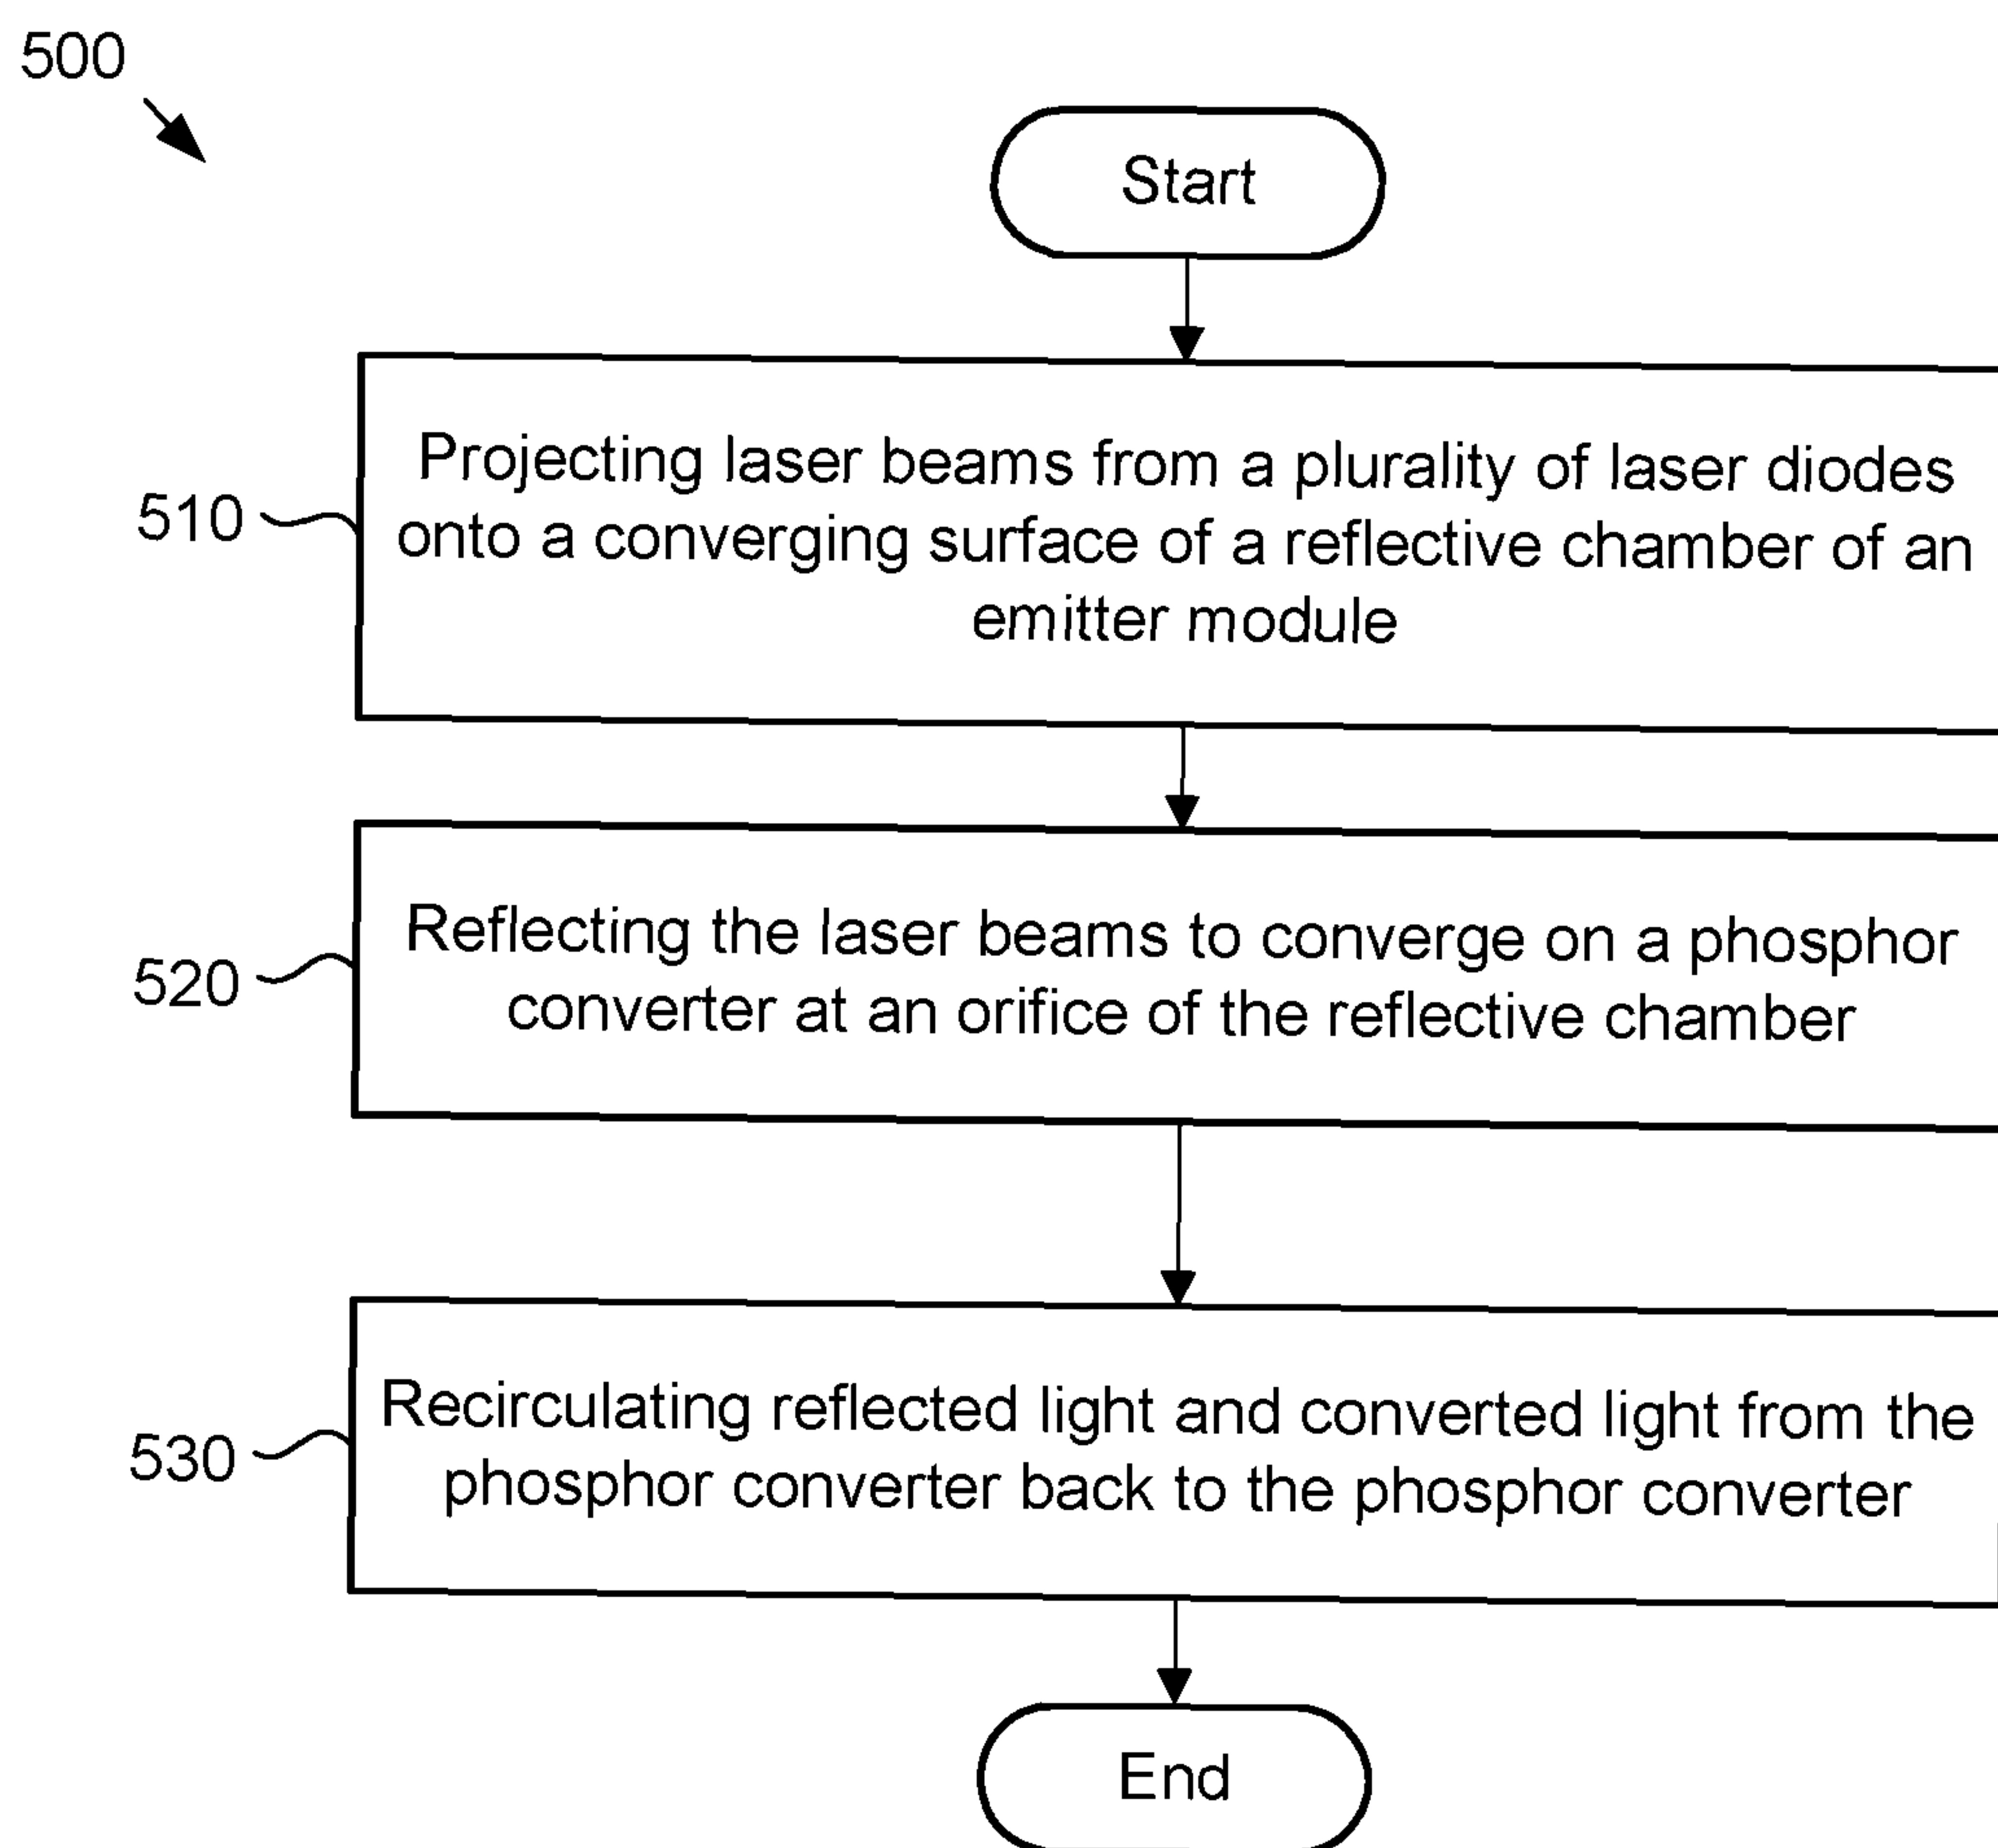 500
Start
510
Projecting laser beams from a plurality of laser diodes
onto a converging surface of a reflective chamber of an
emitter module
520
Reflecting the laser beams to converge on a phosphor
converter at an orifice of the reflective chamber
530
Recirculating reflected light and converted light from the
phosphor converter back to the phosphor converter
End